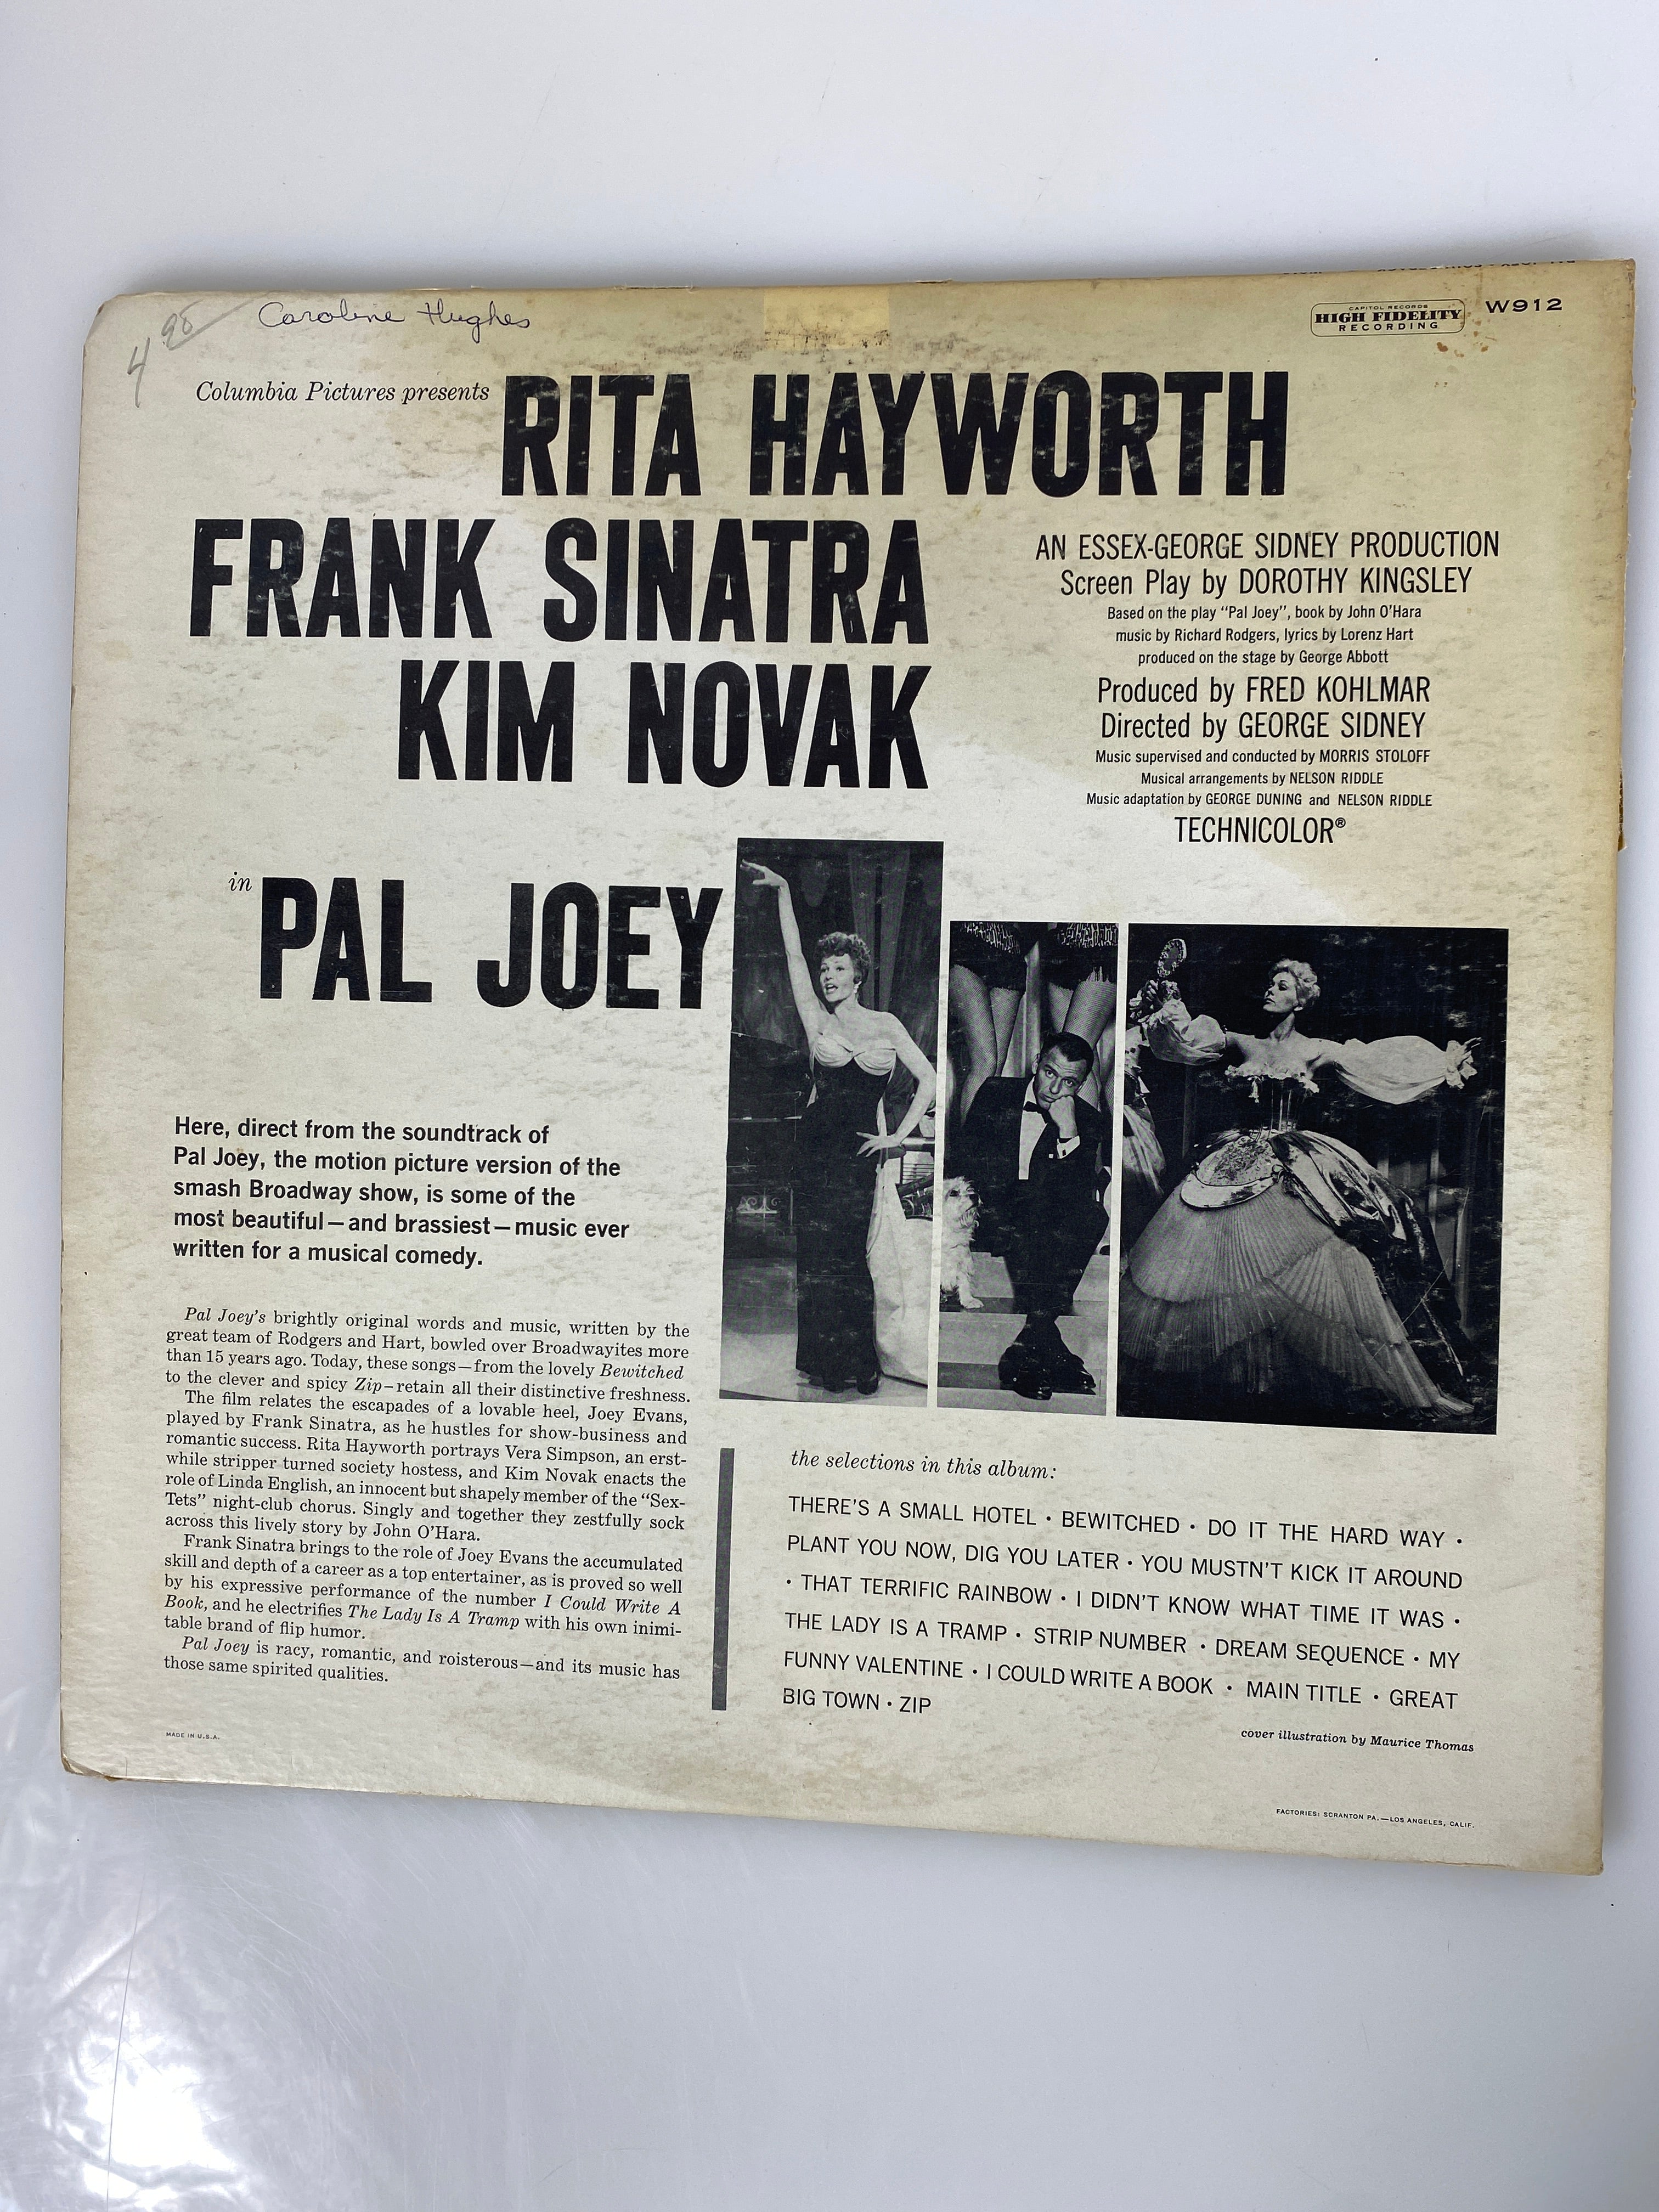 4 98
Caroline Hughes
CAPITOL RECORDS
HIGH FIDELITY
RECORDING
W912
Columbia Pictures presents RITA HAYWORTH
FRANK SINATRA
KIM NOVAK
in PAL JOEY
AN ESSEX-GEORGE SIDNEY PRODUCTION
Screen Play by DOROTHY KINGSLEY
Based on the play "Pal Joey", book by John O'Hara
music by Richard Rodgers, lyrics by Lorenz Hart
produced on the stage by George Abbott
Produced by FRED KOHLMAR
Directed by GEORGE SIDNEY
Music supervised and conducted by MORRIS STOLOFF
Musical arrangements by NELSON RIDDLE
Music adaptation by GEORGE DUNING and NELSON RIDDLE
TECHNICOLOR®
Here, direct from the soundtrack of
Pal Joey, the motion picture version of the
smash Broadway show, is some of the
most beautiful—and brassiest—music ever
written for a musical comedy.
Pal Joey's brightly original words and music, written by the
great team of Rodgers and Hart, bowled over Broadwayites more
than 15 years ago. Today, these songs—from the lovely Bewitched
to the clever and spicy Zip—retain all their distinctive freshness.
The film relates the escapades of a lovable heel, Joey Evans,
played by Frank Sinatra, as he hustles for show-business and
romantic success. Rita Hayworth portrays Vera Simpson, an erst-
while stripper turned society hostess, and Kim Novak enacts the
role of Linda English, an innocent but shapely member of the "Sex-
Tets" night-club chorus. Singly and together they zestfully sock
across this lively story by John O'Hara.
Frank Sinatra brings to the role of Joey Evans the accumulated
skill and depth of a career as a top entertainer, as is proved so well
by his expressive performance of the number I Could Write A
Book, and he electrifies The Lady Is A Tramp with his own inimi-
table brand of flip humor.
Pal Joey is racy, romantic, and roisterous—and its music has
those same spirited qualities.
MADE IN U.S.A.
the selections in this album:
THERE'S A SMALL HOTEL • BEWITCHED • DO IT THE HARD WAY •
PLANT YOU NOW, DIG YOU LATER • YOU MUSTN'T KICK IT AROUND
• THAT TERRIFIC RAINBOW • I DIDN'T KNOW WHAT TIME IT WAS •
THE LADY IS A TRAMP • STRIP NUMBER • DREAM SEQUENCE • MY
FUNNY VALENTINE • I COULD WRITE A BOOK • MAIN TITLE • GREAT
BIG TOWN • ZIP
cover illustration by Maurice Thomas
FACTORIES: SCRANTON PA.—LOS ANGELES, CALIF.